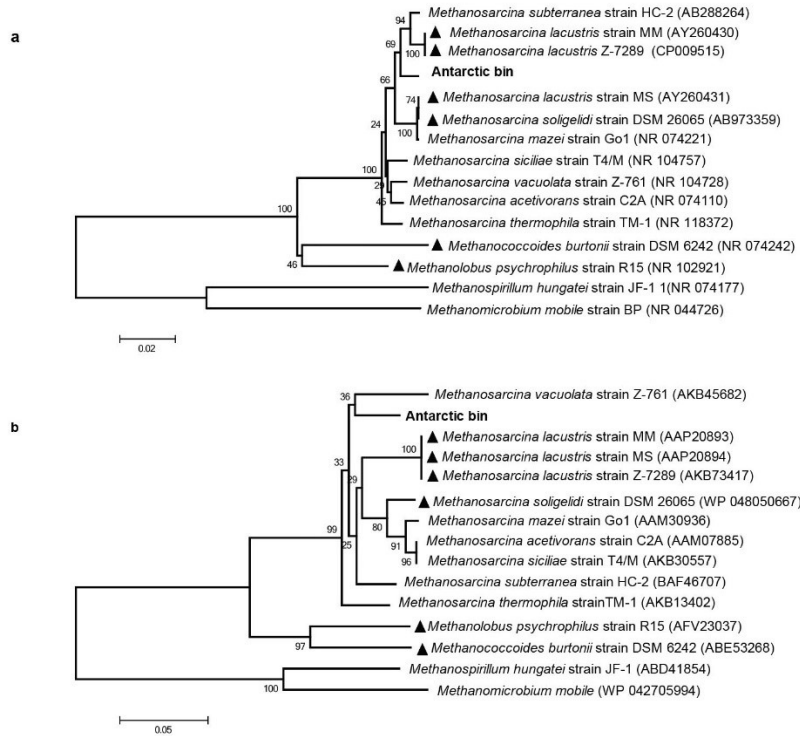 a
94
Methanosarcina subterranea strain HC-2 (AB288264)
69
▲ Methanosarcina lacustris strain MM (AY260430)
100
▲ Methanosarcina lacustris Z-7289 (CP009515)
66
Antarctic bin
74
▲ Methanosarcina lacustris strain MS (AY260431)
24
▲ Methanosarcina soligelidi strain DSM 26065 (AB973359)
100
Methanosarcina mazei Go1 (NR 074221)
100
Methanosarcina siciliae strain T4/M (NR 104757)
29
Methanosarcina vacuolata strain Z-761 (NR 104728)
45
Methanosarcina acetivorans strain C2A (NR 074110)
100
Methanosarcina thermophila strain TM-1 (NR 118372)
▲ Methanococcoides burtonii strain DSM 6242 (NR 074242)
46
▲ Methanolobus psychrophilus strain R15 (NR 102921)
Methanospirillum hungatei strain JF-1 1(NR 074177)
Methanomicrobium mobile strain BP (NR 044726)
0.02
b
36
Methanosarcina vacuolata strain Z-761 (AKB45682)
Antarctic bin
100
▲ Methanosarcina lacustris strain MM (AAP20893)
33
▲ Methanosarcina lacustris strain MS (AAP20894)
29
▲ Methanosarcina lacustris strain Z-7289 (AKB73417)
▲ Methanosarcina soligelidi strain DSM 26065 (WP 048050667)
80
Methanosarcina mazei strain Go1 (AAM30936)
99
25
91
Methanosarcina acetivorans strain C2A (AAM07885)
96
Methanosarcina siciliae strain T4/M (AKB30557)
Methanosarcina subterranea strain HC-2 (BAF46707)
Methanosarcina thermophila strainTM-1 (AKB13402)
▲ Methanolobus psychrophilus strain R15 (AFV23037)
97
▲ Methanococcoides burtonii strain DSM 6242 (ABE53268)
Methanospirillum hungatei strain JF-1 (ABD41854)
100
Methanomicrobium mobile (WP 042705994)
0.05